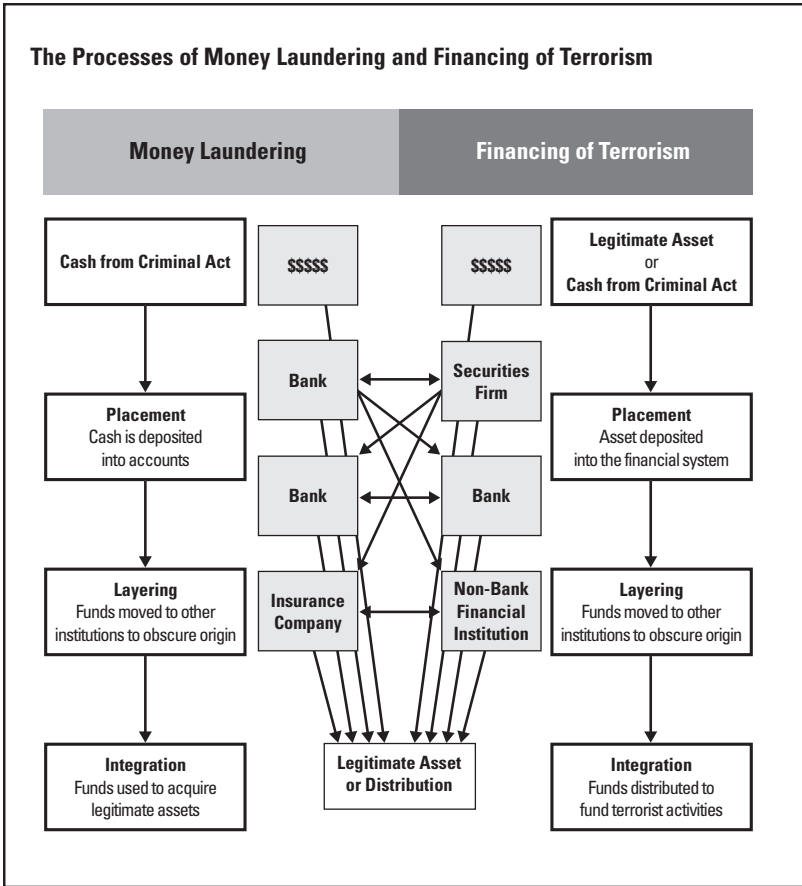 The Processes of Money Laundering and Financing of Terrorism
Money Laundering
Financing of Terrorism
Cash from Criminal Act
$$$$$
$$$$$
Legitimate Asset
or
Cash from Criminal Act
Bank
Securities
Firm
Placement
Cash is deposited
into accounts
Placement
Asset deposited
into the financial system
Bank
Bank
Layering
Funds moved to other
institutions to obscure origin
Insurance
Company
Non-Bank
Financial
Institution
Layering
Funds moved to other
institutions to obscure origin
Integration
Funds used to acquire
legitimate assets
Legitimate Asset
or Distribution
Integration
Funds distributed to
fund terrorist activities